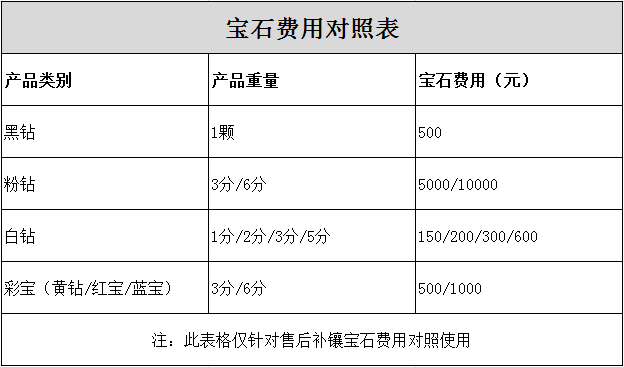 宝石费用对照表
产品类别 产品重量 宝石费用（元）
黑钻 1颗 500
粉钻 3分/6分 5000/10000
白钻 1分/2分/3分/5分 150/200/300/600
彩宝（黄钻/红宝/蓝宝） 3分/6分 500/1000
注：此表格仅针对售后补镶宝石费用对照使用